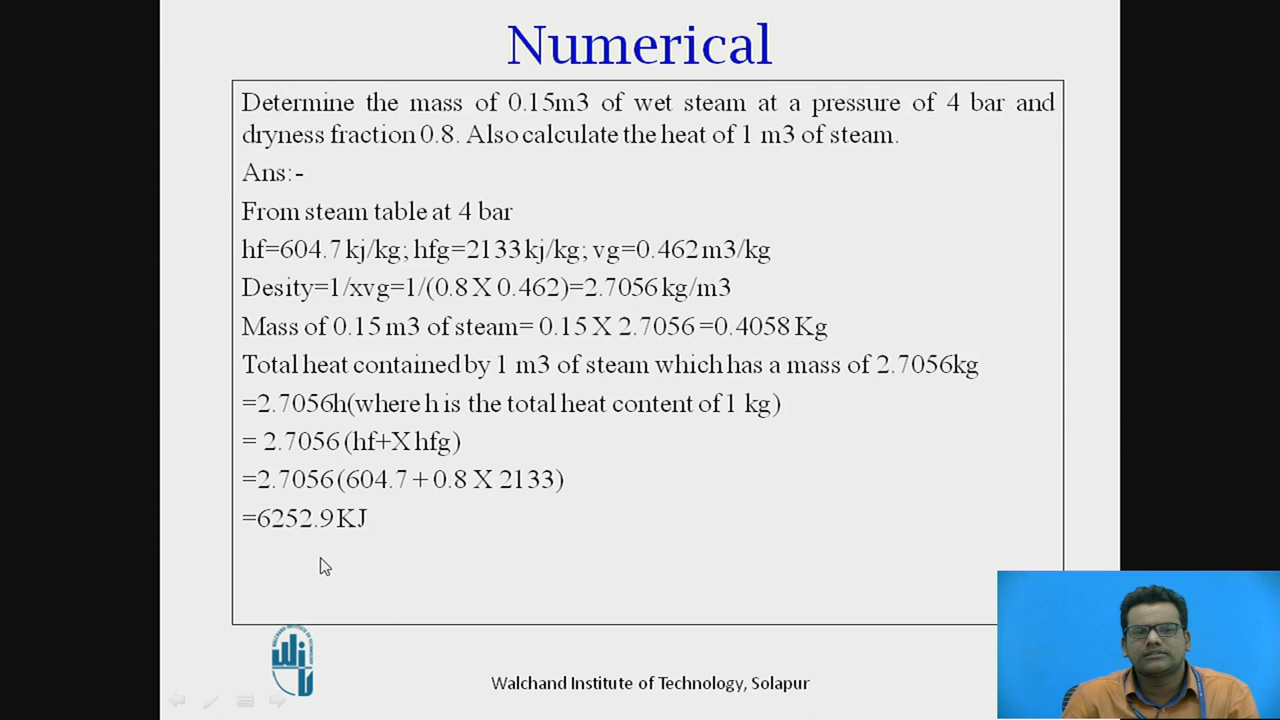 Numerical
Determine the mass of 0.15m3 of wet steam at a pressure of 4 bar and
dryness fraction 0.8. Also calculate the heat of 1 m3 of steam.
Ans:-
From steam table at 4 bar
hf=604.7 kj/kg; hfg=2133 kj/kg; vg=0.462 m3/kg
Desity=1/xvg=1/(0.8 X 0.462)=2.7056 kg/m3
Mass of 0.15 m3 of steam= 0.15 X 2.7056 =0.4058 Kg
Total heat contained by 1 m3 of steam which has a mass of 2.7056kg
=2.7056h(where h is the total heat content of 1 kg)
= 2.7056 (hf+X hfg)
=2.7056 (604.7 + 0.8 X 2133)
=6252.9 KJ
Walchand Institute of Technology, Solapur